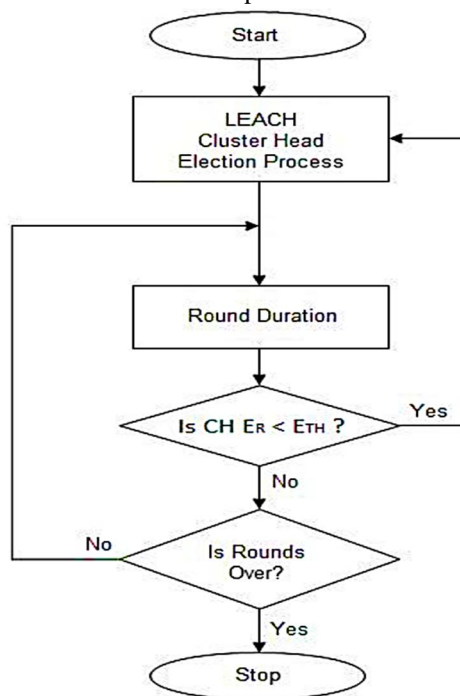 Start
LEACH
Cluster Head
Election Process
Round Duration
Is CH ER < ETH ?
Yes
No
Is Rounds
Over?
No
Yes
Stop